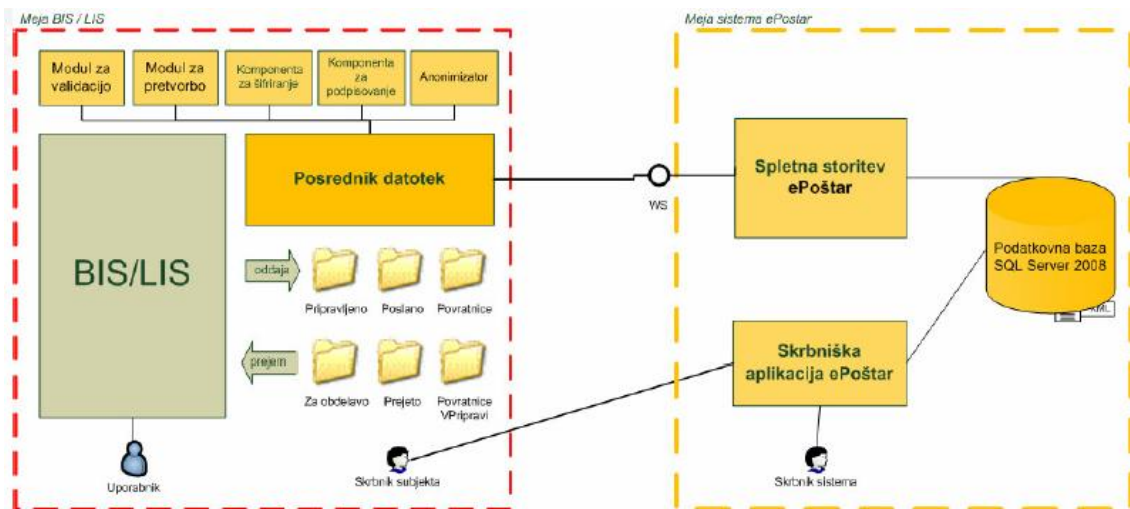 Meja BIS / LIS
Meja sistema ePostar
Modul za
validacijo
Modul za
pretvorbo
Komponenta
za šifriranje
Komponenta
za
podpisovanje
Anonimizator
Posrednik datotek
WS
Spletna storitev
ePoštar
Podatkovna baza
SQL Server 2008
XML
BIS/LIS
oddaja
Pripravljeno
Poslano
Povratnice
prejem
Za obdelavo
Prejeto
Povratnice
VPripravi
Skrbniška
aplikacija ePoštar
Uporabnik
Skrbnik subjekta
Skrbnik sistema